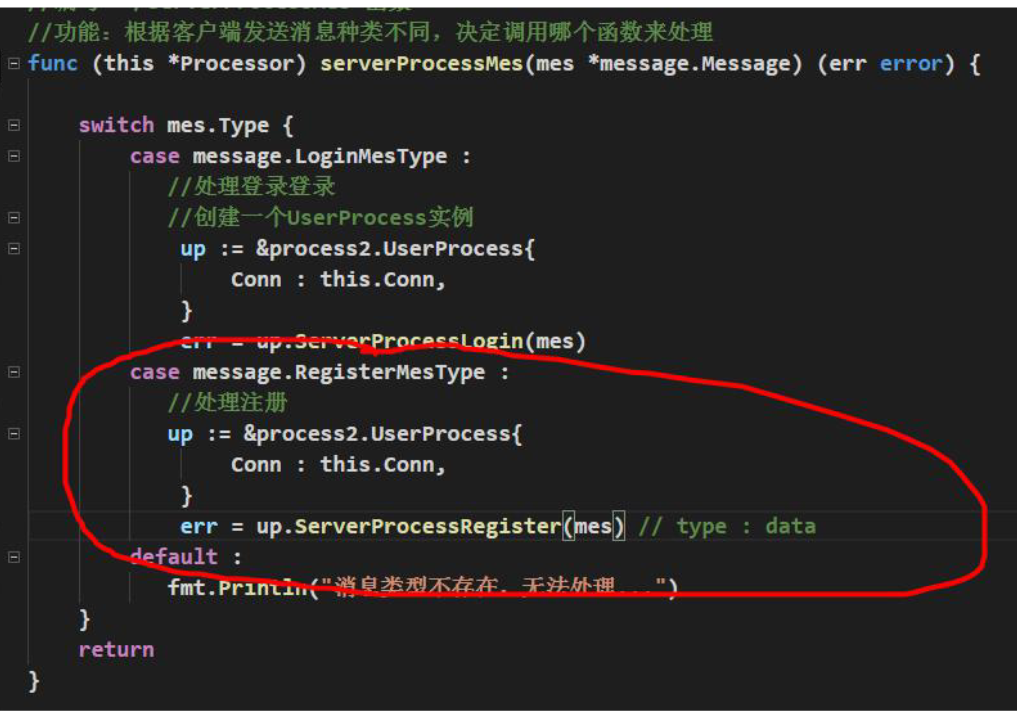 //功能：根据客户端发送消息种类不同，决定调用哪个函数来处理
func (this *Processor) serverProcessMes(mes *message.Message) (err error) {
switch mes.Type {
case message.LoginMesType :
//处理登录登录
//创建一个UserProcess实例
up := &process2.UserProcess{
Conn : this.Conn,
}
err = up.ServerProcessLogin(mes)
case message.RegisterMesType :
//处理注册
up := &process2.UserProcess{
Conn : this.Conn,
}
err = up.ServerProcessRegister(mes) // type : data
default :
fmt.Println("消息类型不存在，无法处理...")
}
return
}